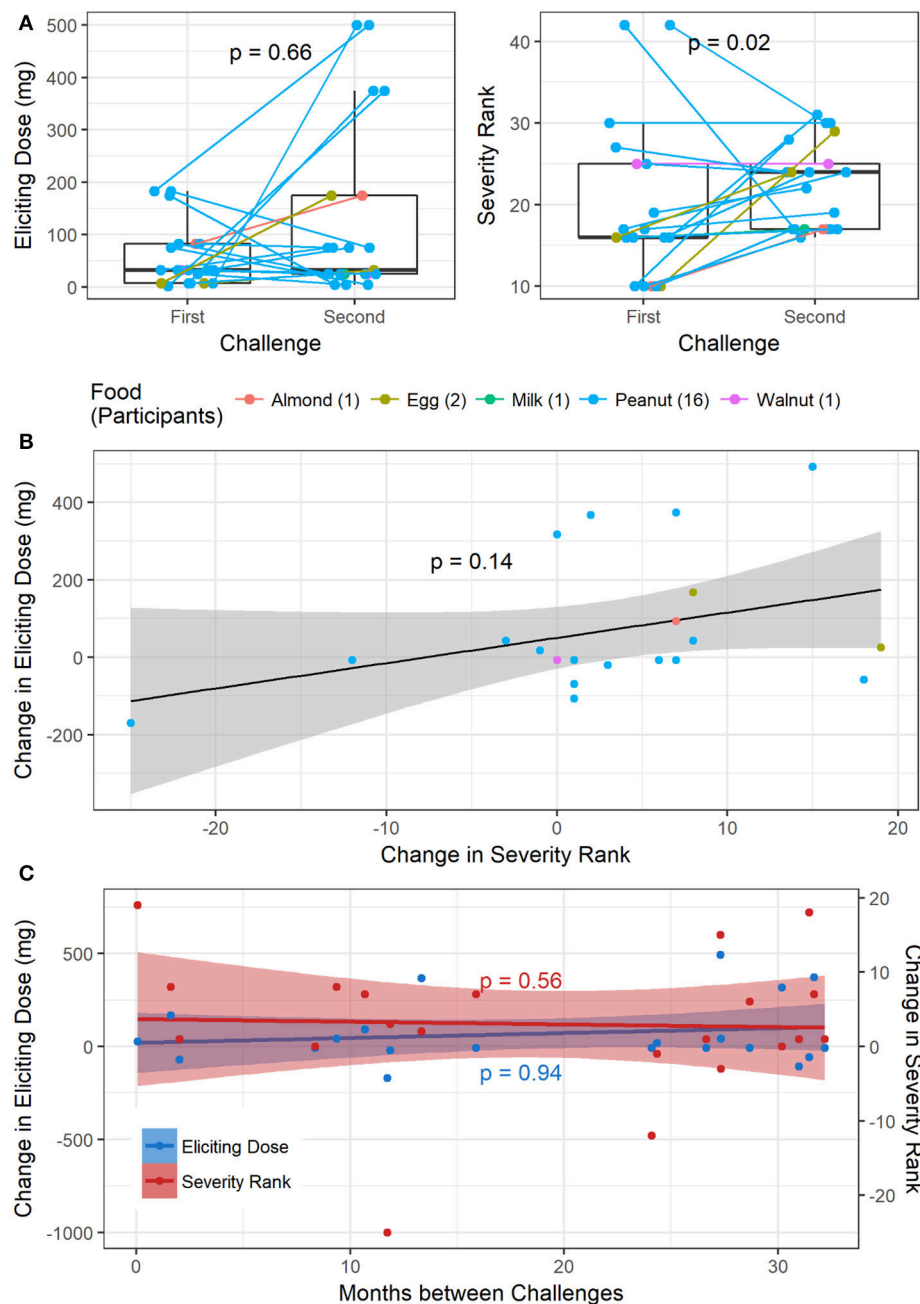 A
Eliciting Dose (mg)
500
400
300
200
100
0
p = 0.66
First
Second
Challenge
Severity Rank
40
30
20
10
p = 0.02
First
Second
Challenge
Food
(Participants)
Almond (1)
Egg (2)
Milk (1)
Peanut (16)
Walnut (1)
B
Change in Eliciting Dose (mg)
400
200
0
-200
p = 0.14
-20
-10
0
10
20
Change in Severity Rank
C
Change in Eliciting Dose (mg)
500
0
-500
-1000
p = 0.56
p = 0.94
Eliciting Dose
Severity Rank
20
10
0
-10
-20
Change in Severity
Rank
0
10
20
30
Months between Challenges